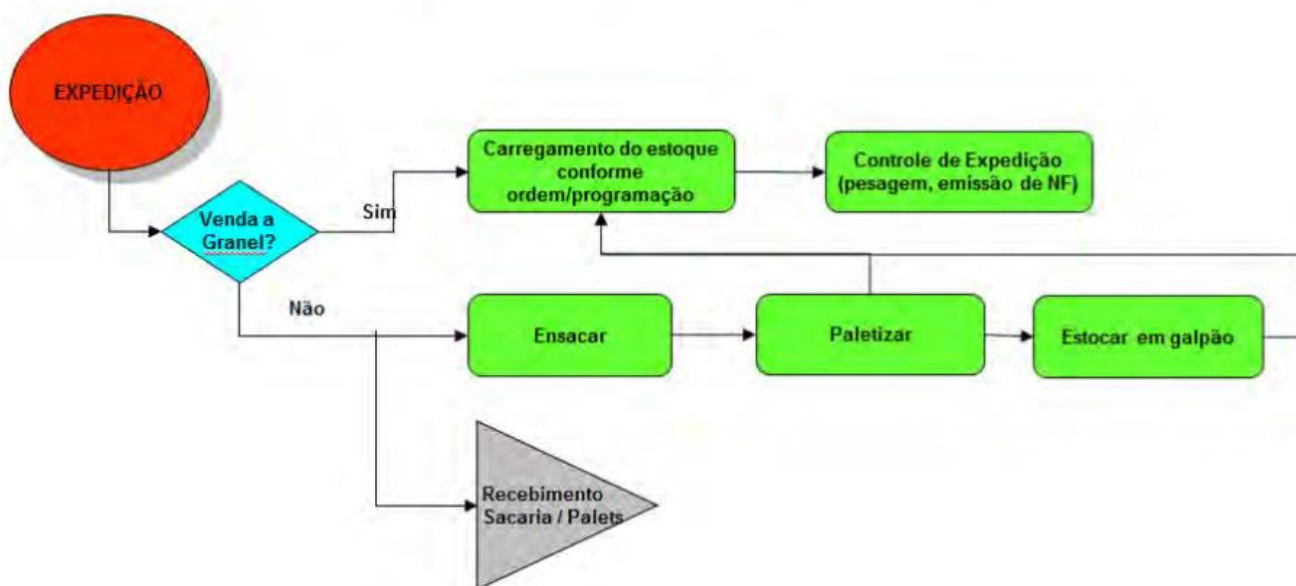 EXPEDIÇÃO
Carregamento do estoque
conforme
ordem/programação
Controle de Expedição
(pesagem, emissão de NF)
Venda a
Granel?
Sim
Não
Ensacar
Paletizar
Estocar em galpão
Recebimento
Sacaria / Palets